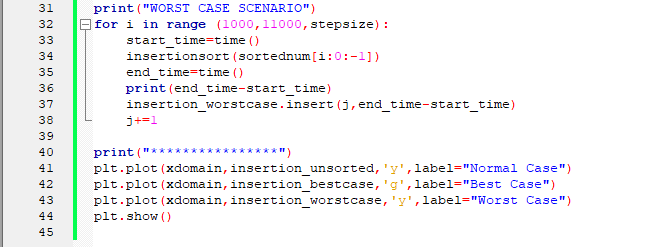 31 print("WORST CASE SCENARIO")
32 for i in range (1000,11000,stepsize):
33 start_time=time()
34 insertionsort(sortednum[i:0:-1])
35 end_time=time()
36 print(end_time-start_time)
37 insertion_worstcase.insert(j,end_time-start_time)
38 j+=1
39
40 print("****************")
41 plt.plot(xdomain,insertion_unsorted,'y',label="Normal Case")
42 plt.plot(xdomain,insertion_bestcase,'g',label="Best Case")
43 plt.plot(xdomain,insertion_worstcase,'y',label="Worst Case")
44 plt.show()
45